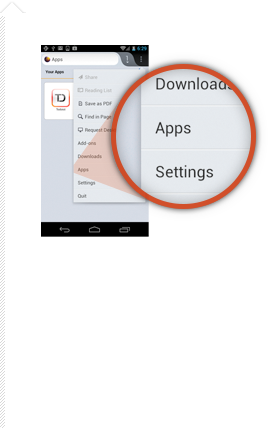 6:29
Apps
Your Apps
Share
Reading List
Save as PDF
Find in Page
Request Des
Add-ons
Downloads
Apps
Settings
Quit
Downloads
Apps
Settings